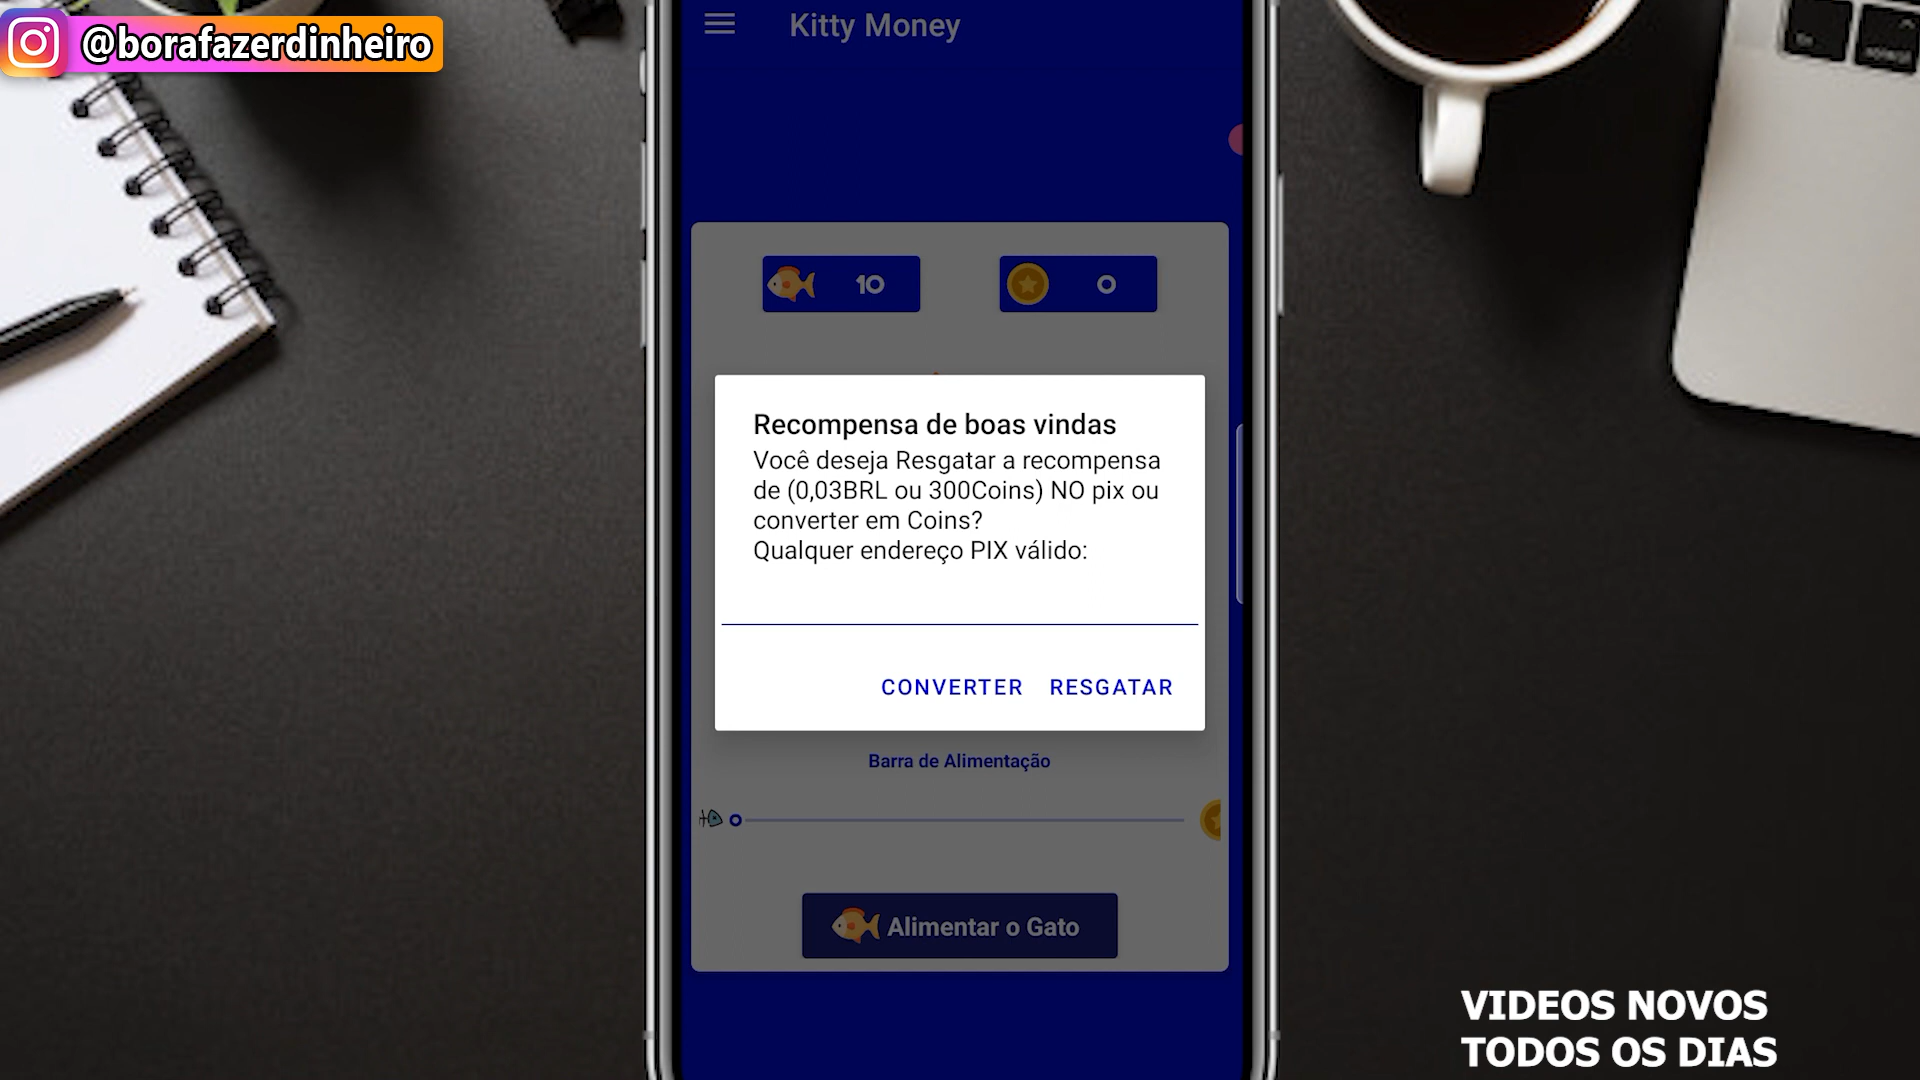 @borafazerdinheiro
Kitty Money
10
0
Recompensa de boas vindas
Você deseja Resgatar a recompensa
de (0,03BRL ou 300Coins) NO pix ou
converter em Coins?
Qualquer endereço PIX válido:
CONVERTER RESGATAR
Barra de Alimentação
Alimentar o Gato
VIDEOS NOVOS
TODOS OS DIAS